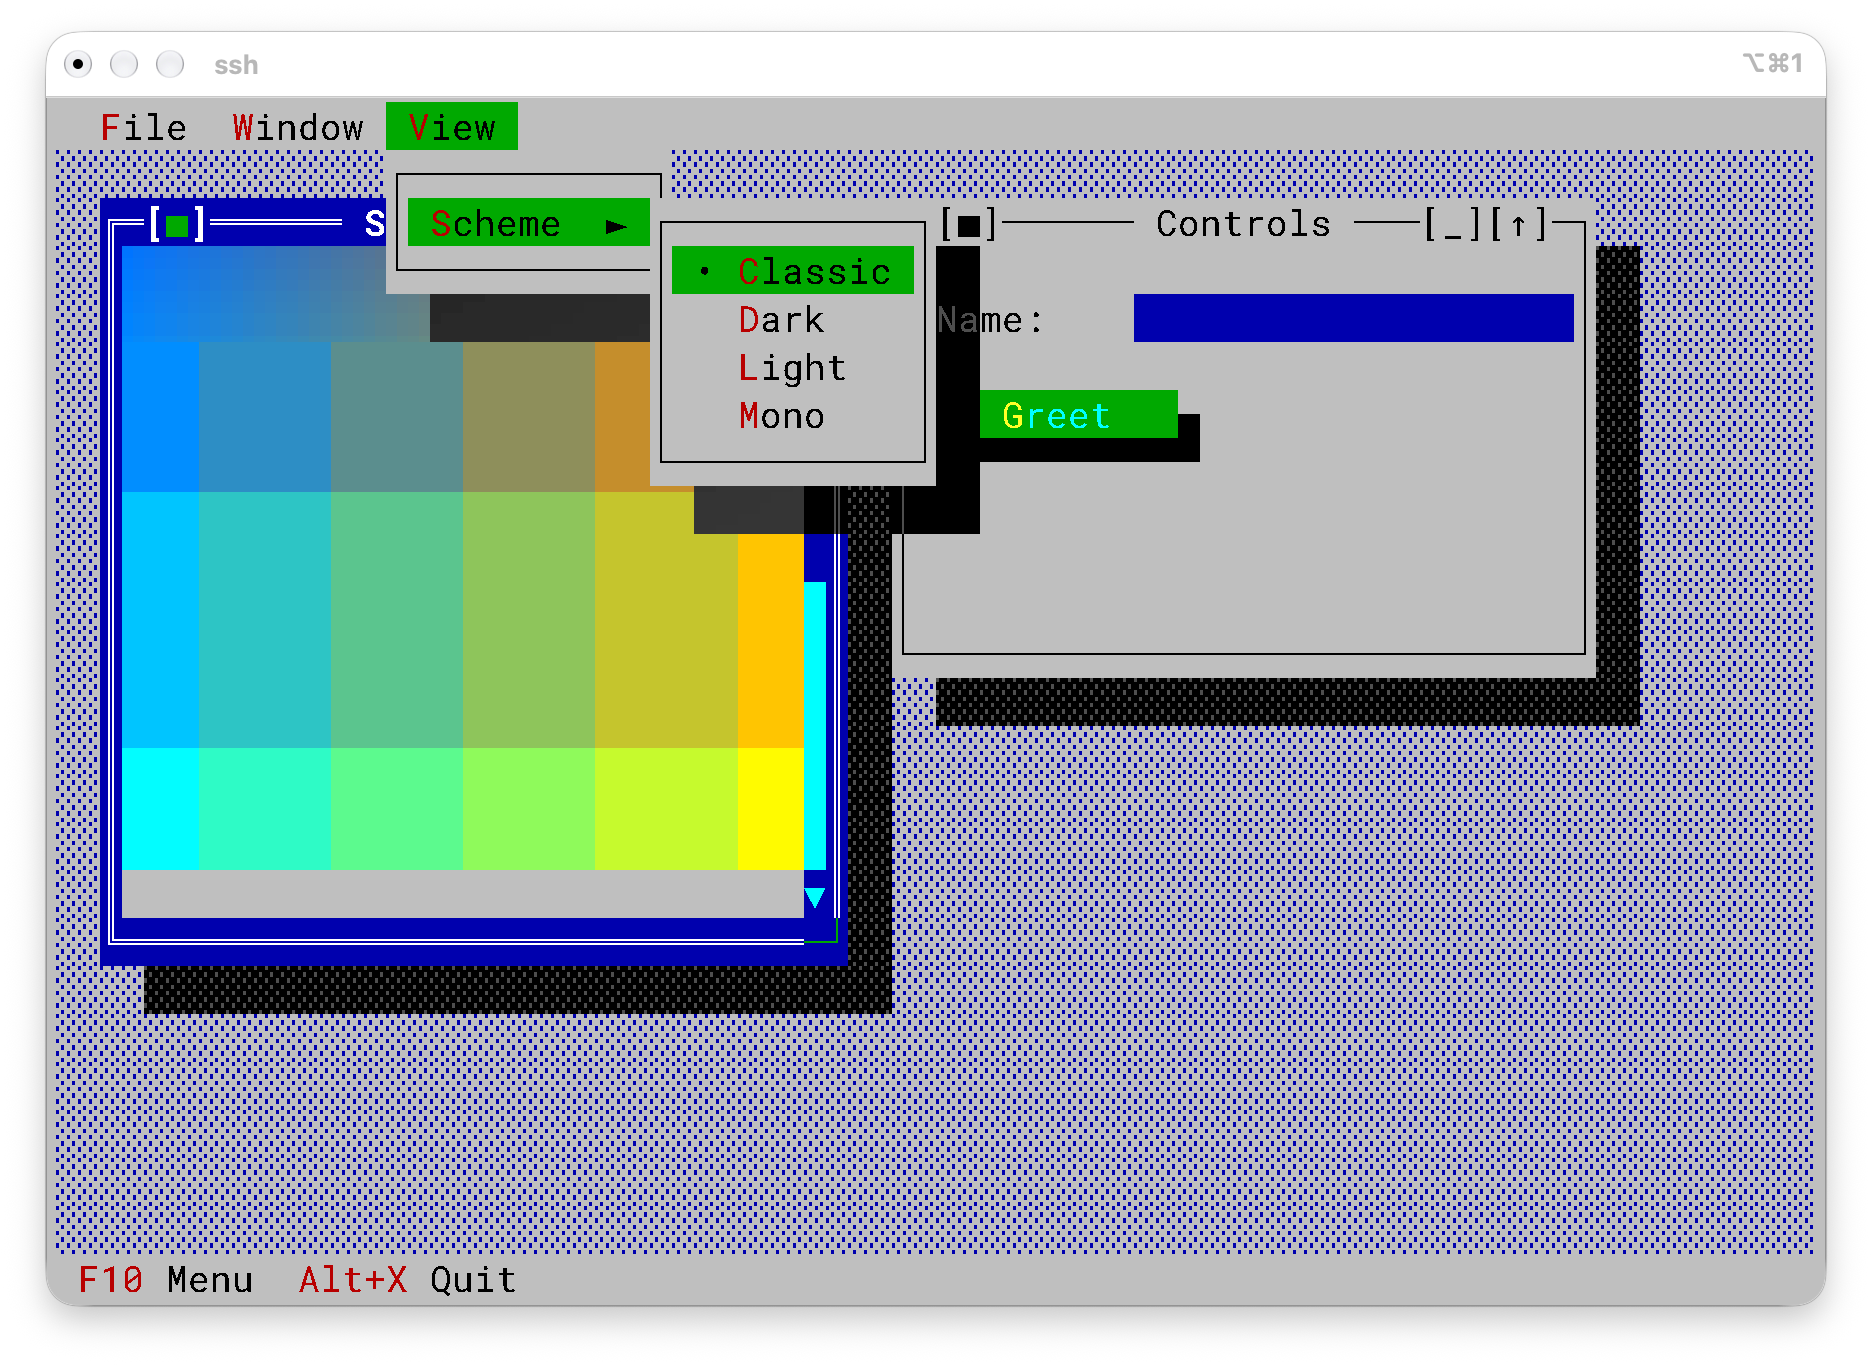 ssh
⌥⌘1
File Window View
[■] S
Scheme ►
[■] Controls [_][↑]
• Classic
Dark
Light
Mono
Name:
Greet
▼
F10 Menu Alt+X Quit